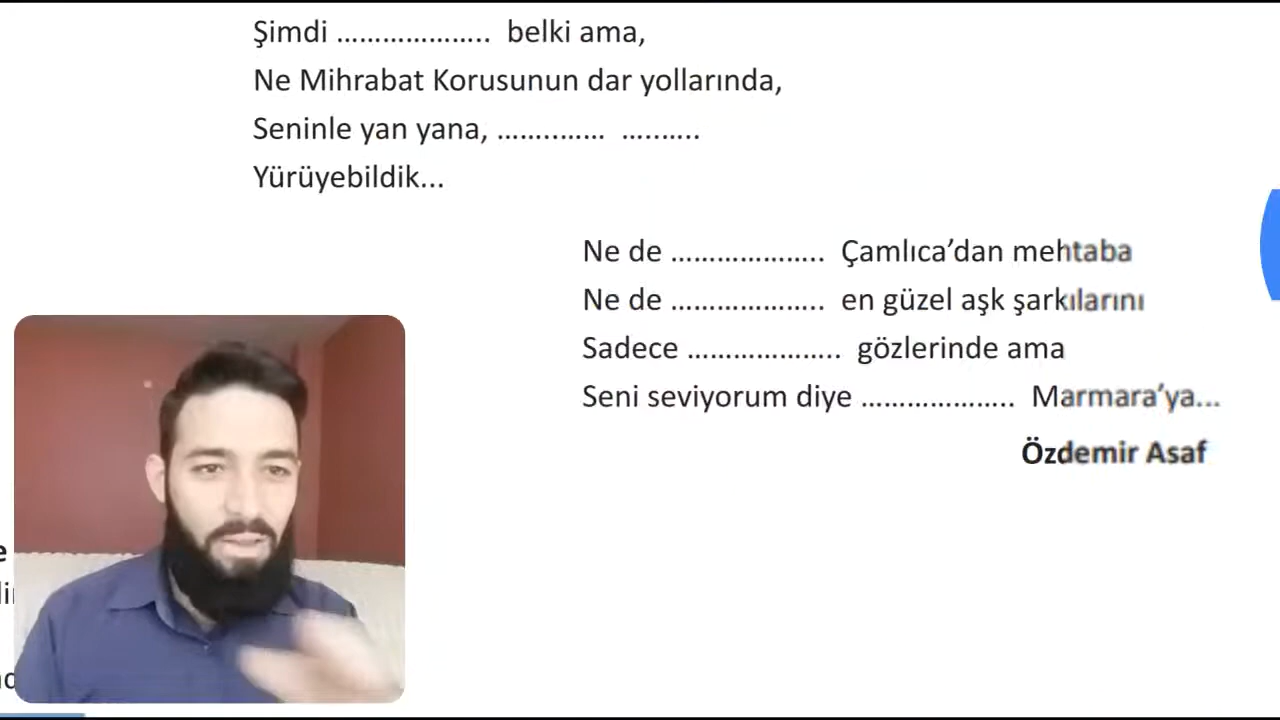 Şimdi ……………….. belki ama,
Ne Mihrabat Korusunun dar yollarında,
Seninle yan yana, ……..…… ……….
Yürüyebildik...
Ne de ……………….. Çamlıca’dan mehtaba
Ne de ……………….. en güzel aşk şarkılarını
Sadece ……………….. gözlerinde ama
Seni seviyorum diye ……………….. Marmara’ya...
Özdemir Asaf